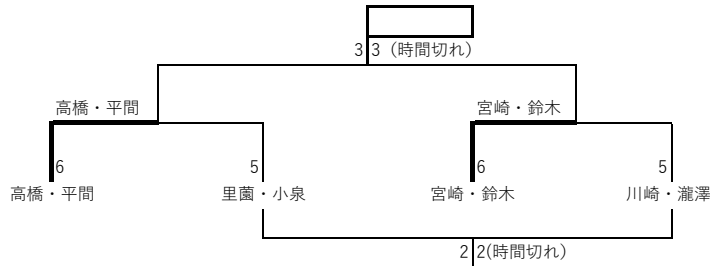 3 3（時間切れ）
高橋・平間 宮崎・鈴木
6 5 6 5
高橋・平間 里薗・小泉 宮崎・鈴木 川崎・瀧澤
2 2(時間切れ）